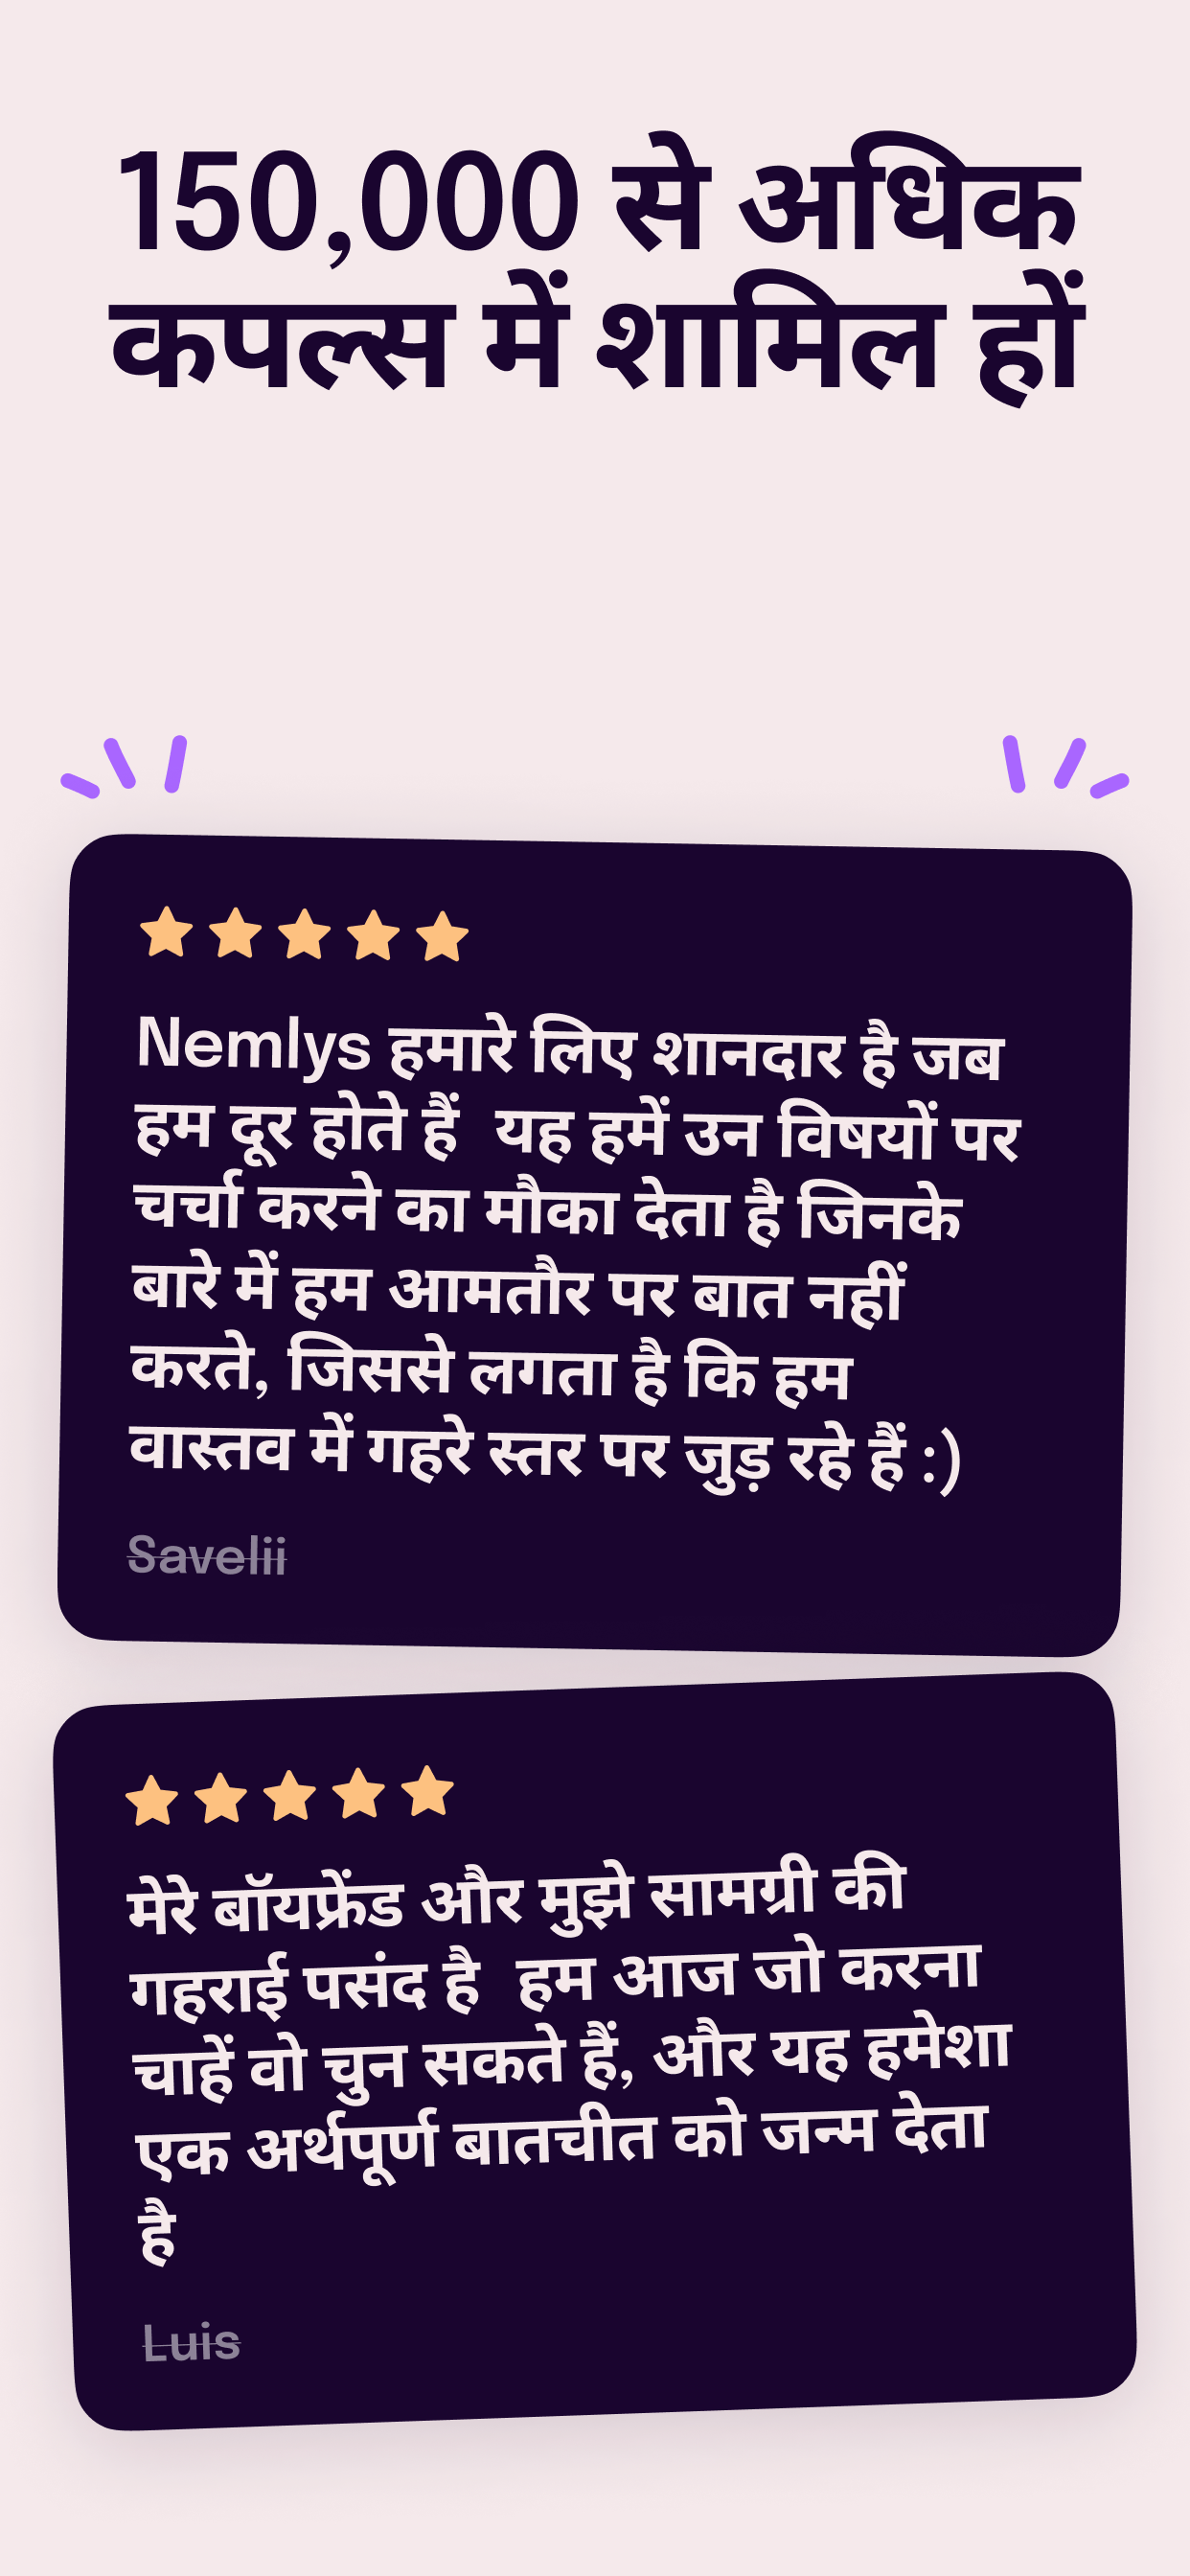 150,000 से अधिक
कपल्स में शामिल हों
Nemlys हमारे लिए शानदार है जब
हम दूर होते हैं  यह हमें उन विषयों पर
चर्चा करने का मौका देता है जिनके
बारे में हम आमतौर पर बात नहीं
करते, जिससे लगता है कि हम
वास्तव में गहरे स्तर पर जुड़ रहे हैं :)
Savelii
मेरे बॉयफ्रेंड और मुझे सामग्री की
गहराई पसंद है  हम आज जो करना
चाहें वो चुन सकते हैं, और यह हमेशा
एक अर्थपूर्ण बातचीत को जन्म देता
है
Luis